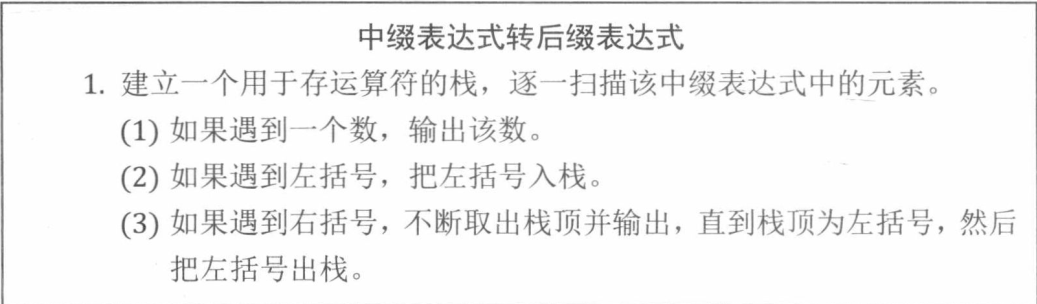 中缀表达式转后缀表达式
1. 建立一个用于存运算符的栈，逐一扫描该中缀表达式中的元素。
(1) 如果遇到一个数，输出该数。
(2) 如果遇到左括号，把左括号入栈。
(3) 如果遇到右括号，不断取出栈顶并输出，直到栈顶为左括号，然后
把左括号出栈。